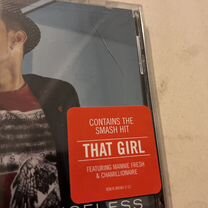 CONTAINS THE
SMASH HIT
THAT GIRL
FEATURING MANNIE FRESH
& CHAMILLIONAIRE